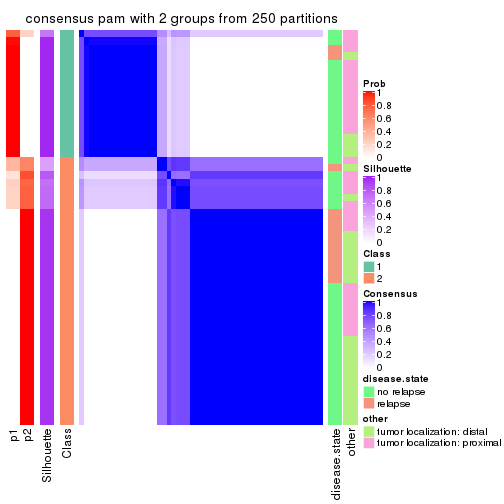 consensus pam with 2 groups from 250 partitions
Prob
1
0.8
0.6
0.4
0.2
0
Silhouette
1
0.8
0.6
0.4
0.2
0
Class
1
2
Consensus
1
0.8
0.6
0.4
0.2
0
disease.state
no relapse
relapse
other
tumor localization: distal
tumor localization: proximal
p1
p2
Silhouette
Class
disease.state
other